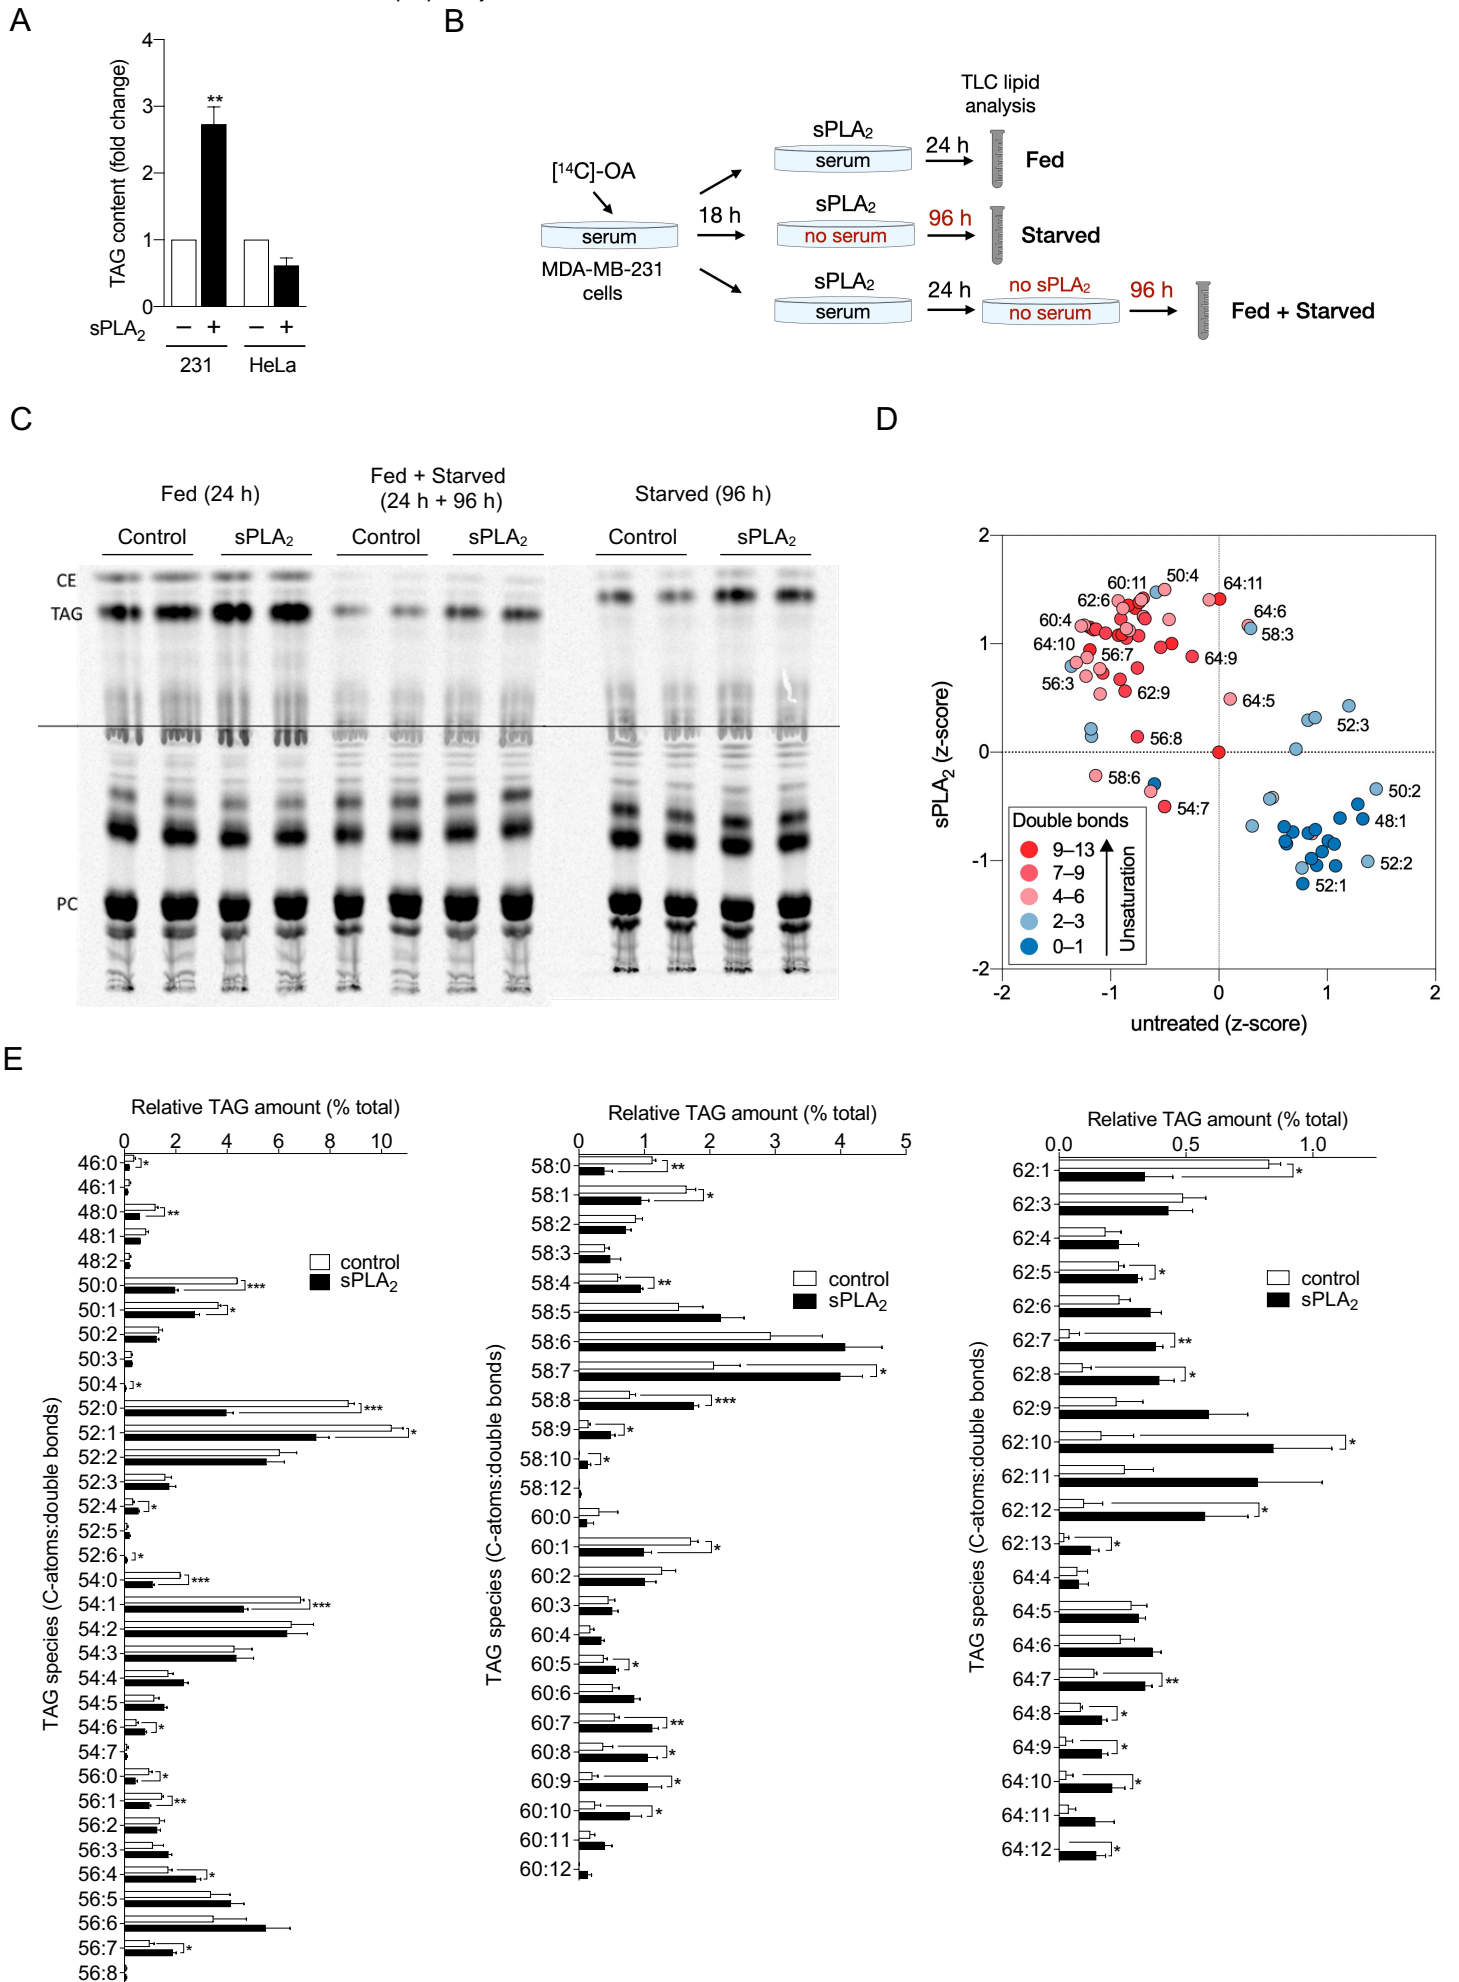 A
TAG content (fold change)
4
3
2
1
0
**
sPLA2
– + – +
231 HeLa
B
TLC lipid
analysis
[14C]-OA
serum
MDA-MB-231
cells
18 h
sPLA2
serum
24 h
Fed
sPLA2
no serum
96 h
Starved
sPLA2
serum
24 h
no sPLA2
no serum
96 h
Fed + Starved
C
Fed (24 h)
Fed + Starved
(24 h + 96 h)
Starved (96 h)
Control sPLA2 Control sPLA2 Control sPLA2
CE
TAG
PC
D
sPLA2 (z-score)
2
1
0
-1
-2
-2 -1 0 1 2
untreated (z-score)
60:11
50:4
64:11
62:6
64:6
60:4
58:3
64:10
56:7
64:9
56:3
62:9
64:5
52:3
56:8
58:6
54:7
50:2
48:1
52:2
52:1
Double bonds
9–13
7–9
4–6
2–3
0–1
Unsaturation
E
Relative TAG amount (% total)
0 2 4 6 8 10
TAG species (C-atoms:double bonds)
46:0 *
46:1
48:0 **
48:1
48:2
50:0 ***
50:1 *
50:2
50:3
50:4 *
52:0 ***
52:1 *
52:2
52:3
52:4 *
52:5
52:6 *
54:0 ***
54:1 ***
54:2
54:3
54:4
54:5
54:6 *
54:7
56:0 *
56:1 **
56:2
56:3
56:4 *
56:5
56:6
56:7 *
56:8
control
sPLA2
Relative TAG amount (% total)
0 1 2 3 4 5
TAG species (C-atoms:double bonds)
58:0 **
58:1 *
58:2
58:3
58:4 **
58:5
58:6
58:7 *
58:8 ***
58:9 *
58:10 *
58:12
60:0
60:1 *
60:2
60:3
60:4
60:5 *
60:6
60:7 **
60:8 *
60:9 *
60:10 *
60:11
60:12
control
sPLA2
Relative TAG amount (% total)
0.0 0.5 1.0
TAG species (C-atoms:double bonds)
62:1 *
62:3
62:4
62:5 *
62:6
62:7 **
62:8 *
62:9
62:10 *
62:11
62:12 *
62:13 *
64:4
64:5
64:6
64:7 **
64:8 *
64:9 *
64:10 *
64:11
64:12 *
control
sPLA2